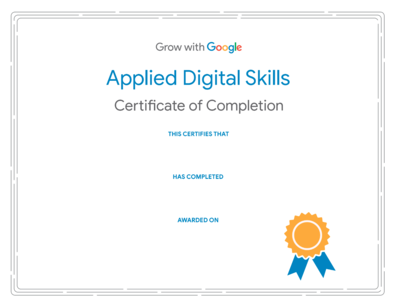 Grow with Google
Applied Digital Skills
Certificate of Completion
THIS CERTIFIES THAT
HAS COMPLETED
AWARDED ON